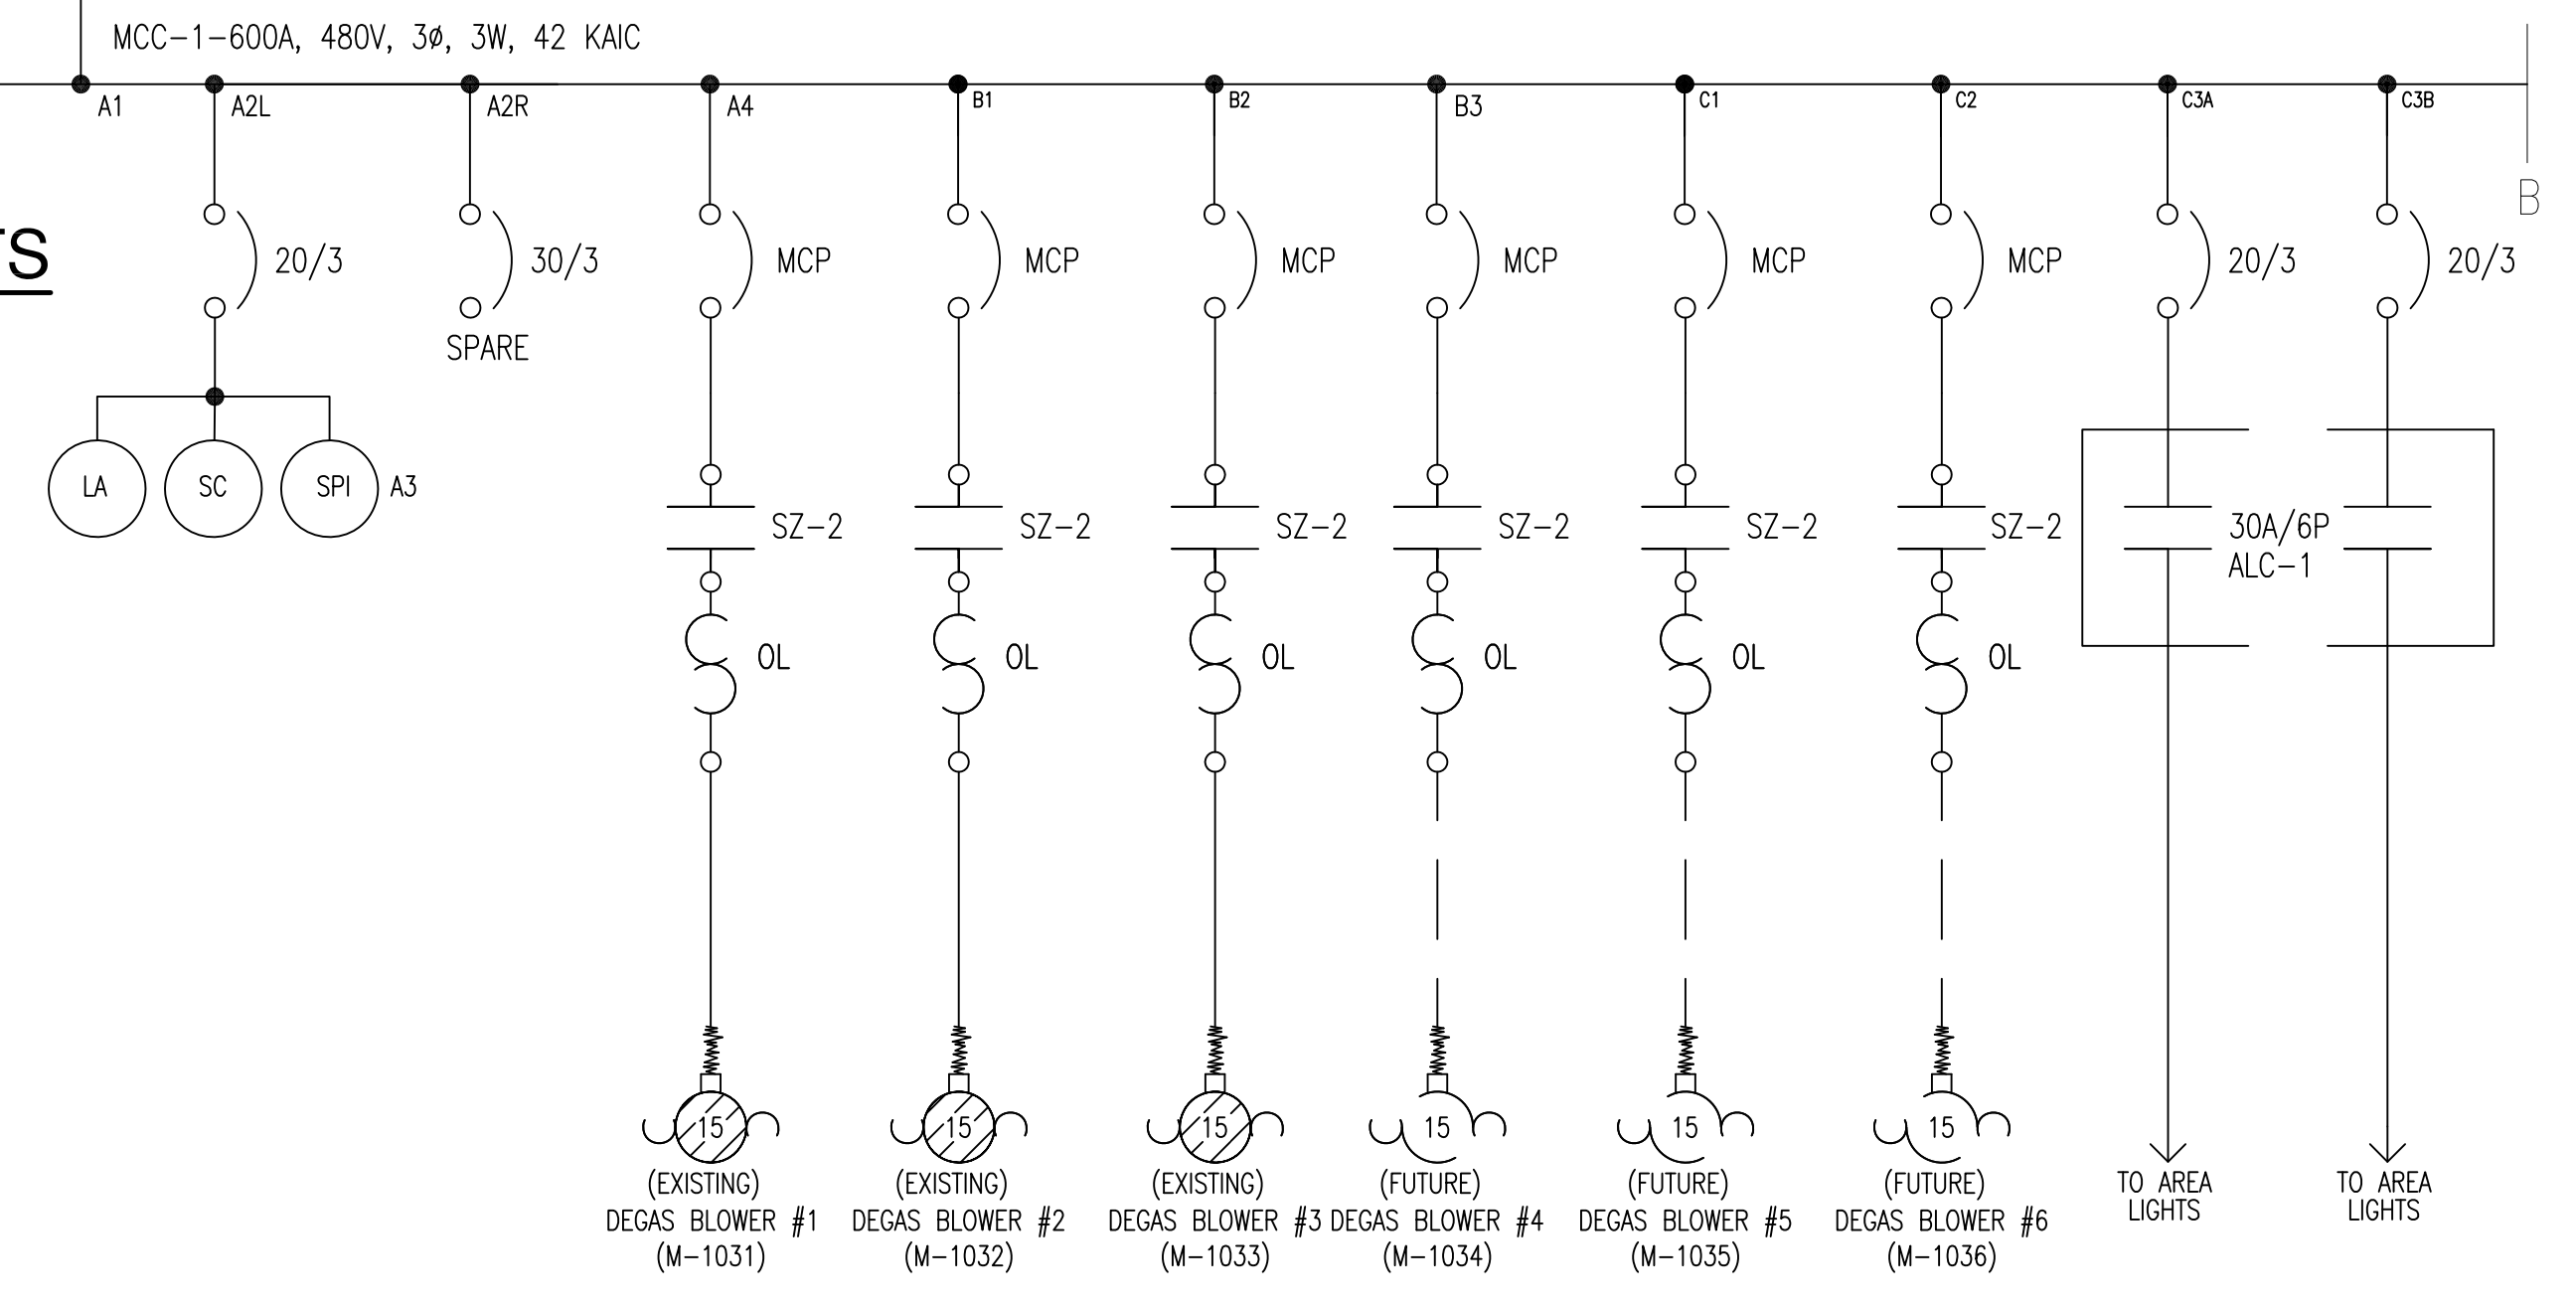 MCC-1-600A, 480V, 3ø, 3W, 42 KAIC
A1
A2L
A2R
A4
B1
B2
B3
C1
C2
C3A
C3B
B
TS
20/3
30/3
MCP
MCP
MCP
MCP
MCP
MCP
20/3
20/3
SPARE
LA
SC
SPI
A3
SZ-2
SZ-2
SZ-2
SZ-2
SZ-2
SZ-2
30A/6P
ALC-1
OL
OL
OL
OL
OL
OL
15
(EXISTING)
DEGAS BLOWER #1
(M-1031)
15
(EXISTING)
DEGAS BLOWER #2
(M-1032)
15
(EXISTING)
DEGAS BLOWER #3
(M-1033)
15
(FUTURE)
DEGAS BLOWER #4
(M-1034)
15
(FUTURE)
DEGAS BLOWER #5
(M-1035)
15
(FUTURE)
DEGAS BLOWER #6
(M-1036)
TO AREA
LIGHTS
TO AREA
LIGHTS